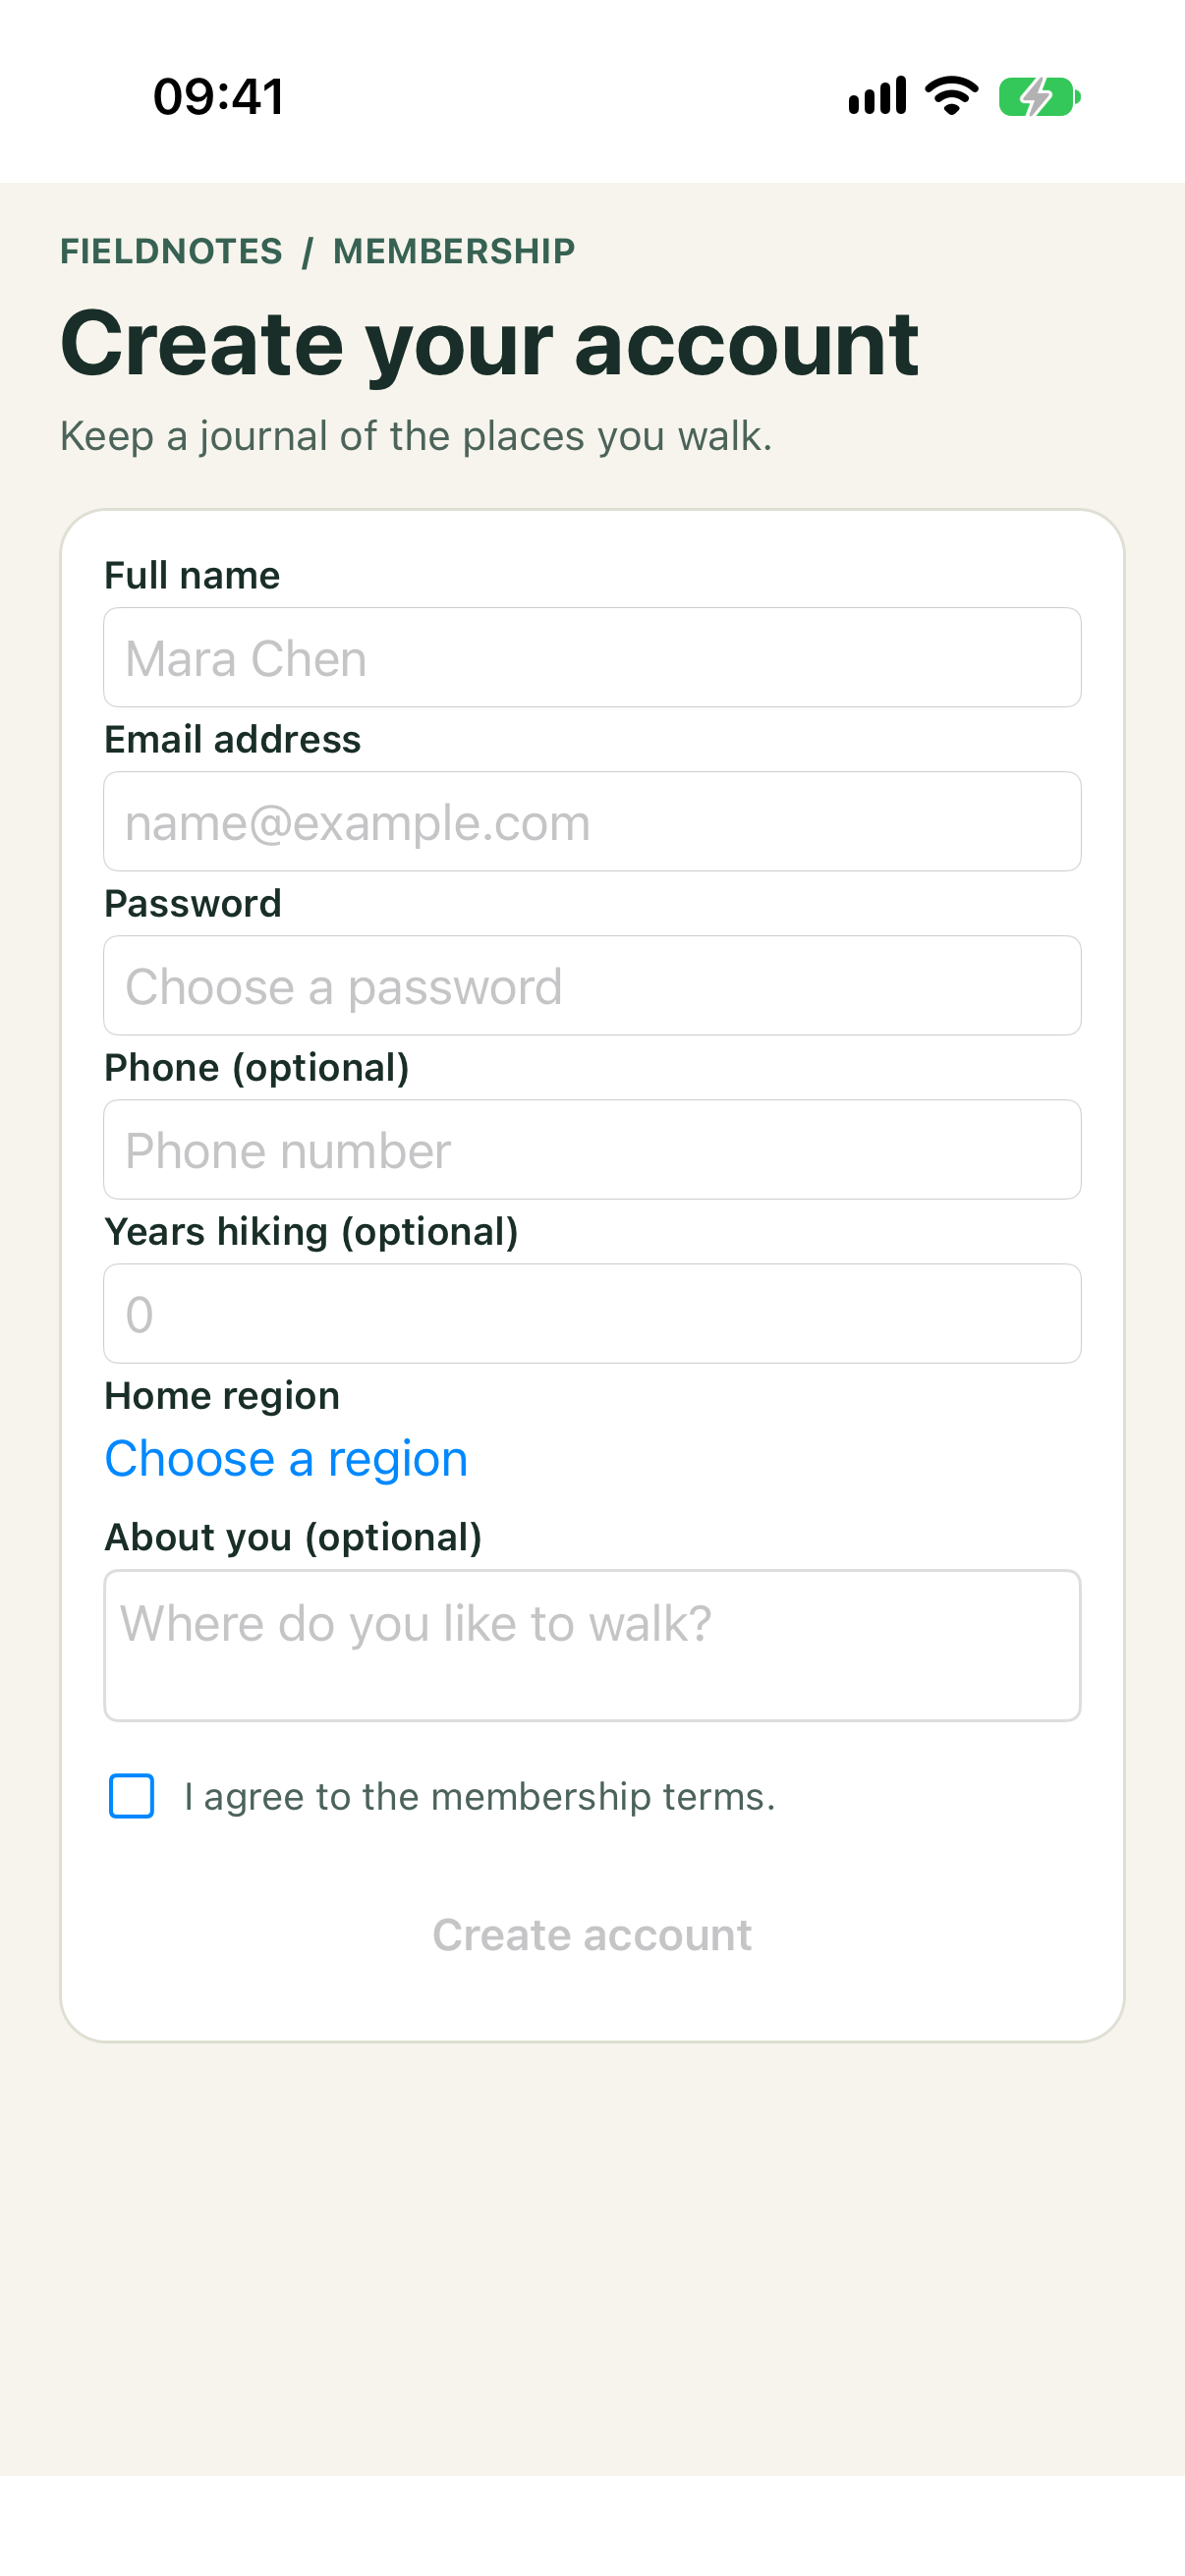 09:41
FIELDNOTES / MEMBERSHIP
Create your account
Keep a journal of the places you walk.
Full name
Mara Chen
Email address
name@example.com
Password
Choose a password
Phone (optional)
Phone number
Years hiking (optional)
0
Home region
Choose a region
About you (optional)
Where do you like to walk?
I agree to the membership terms.
Create account